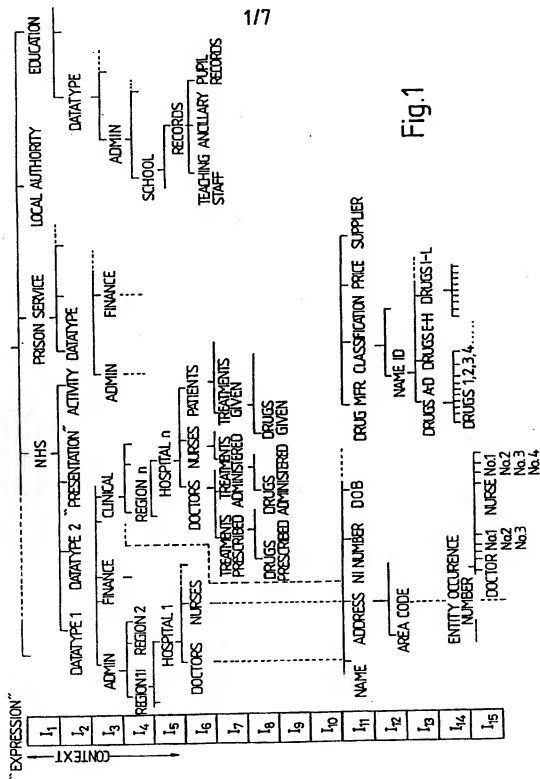 1/7
"EXPRESSION"
CONTEXT
I1
I2
I3
I4
I5
I6
I7
I8
I9
I10
I11
I12
I13
I14
I15
NHS
PRISON SERVICE
LOCAL AUTHORITY
EDUCATION
DATATYPE 1
DATATYPE 2
"PRESENTATION"
ACTIVITY
DATATYPE
DATATYPE
ADMIN
FINANCE
CLINICAL
ADMIN
FINANCE
ADMIN
REGION 1
REGION 2
REGION n
SCHOOL
HOSPITAL 1
HOSPITAL n
RECORDS
DOCTORS
NURSES
DOCTORS
NURSES
PATIENTS
TEACHING
STAFF
ANCILLARY
PUPIL
RECORDS
TREATMENTS
PRESCRIBED
TREATMENTS
ADMINISTERED
TREATMENTS
GIVEN
DRUGS
PRESCRIBED
DRUGS
ADMINISTERED
DRUGS
GIVEN
NAME
ADDRESS
NI NUMBER
DOB
DRUG
MFR
CLASSIFICATION
PRICE
SUPPLIER
AREA CODE
NAME
ID
DRUGS A-D
DRUGS E-H
DRUGS I-L
ENTITY OCCURENCE
NUMBER
DRUGS 1,2,3,4.....
DOCTOR No.1
No.2
No.3
NURSE No.1
No.2
No.3
No.4
Fig.1